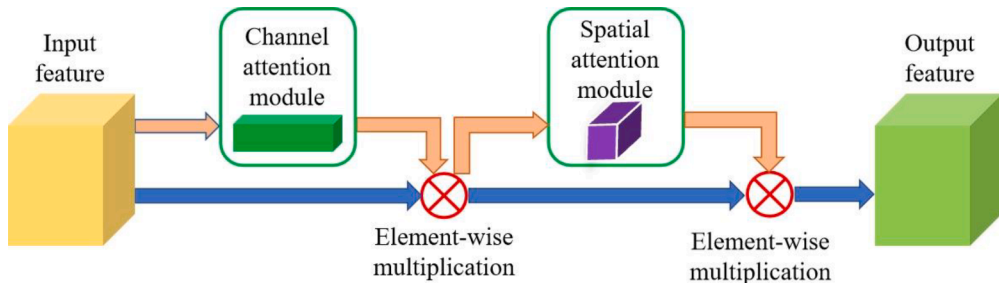 Input
feature
Channel
attention
module
Spatial
attention
module
Output
feature
Element-wise
multiplication
Element-wise
multiplication